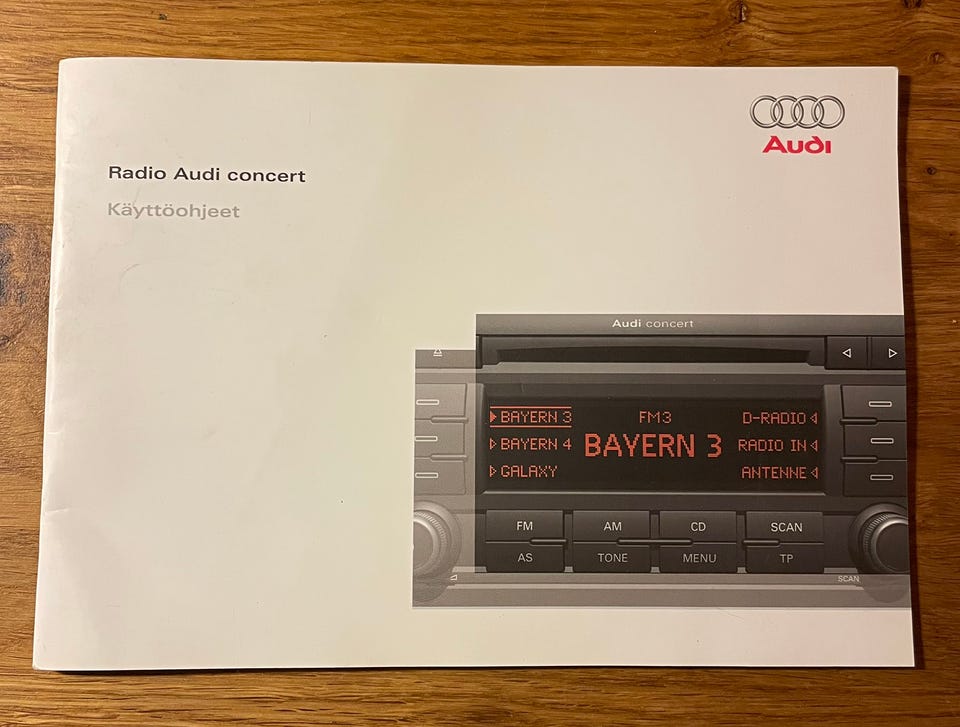 Audi
Radio Audi concert
Käyttöohjeet
Audi concert
BAYERN 3 FM3 D-RADIO
BAYERN 4 BAYERN 3 RADIO IN
GALAXY ANTENNE
FM AM CD SCAN
AS TONE MENU TP
SCAN